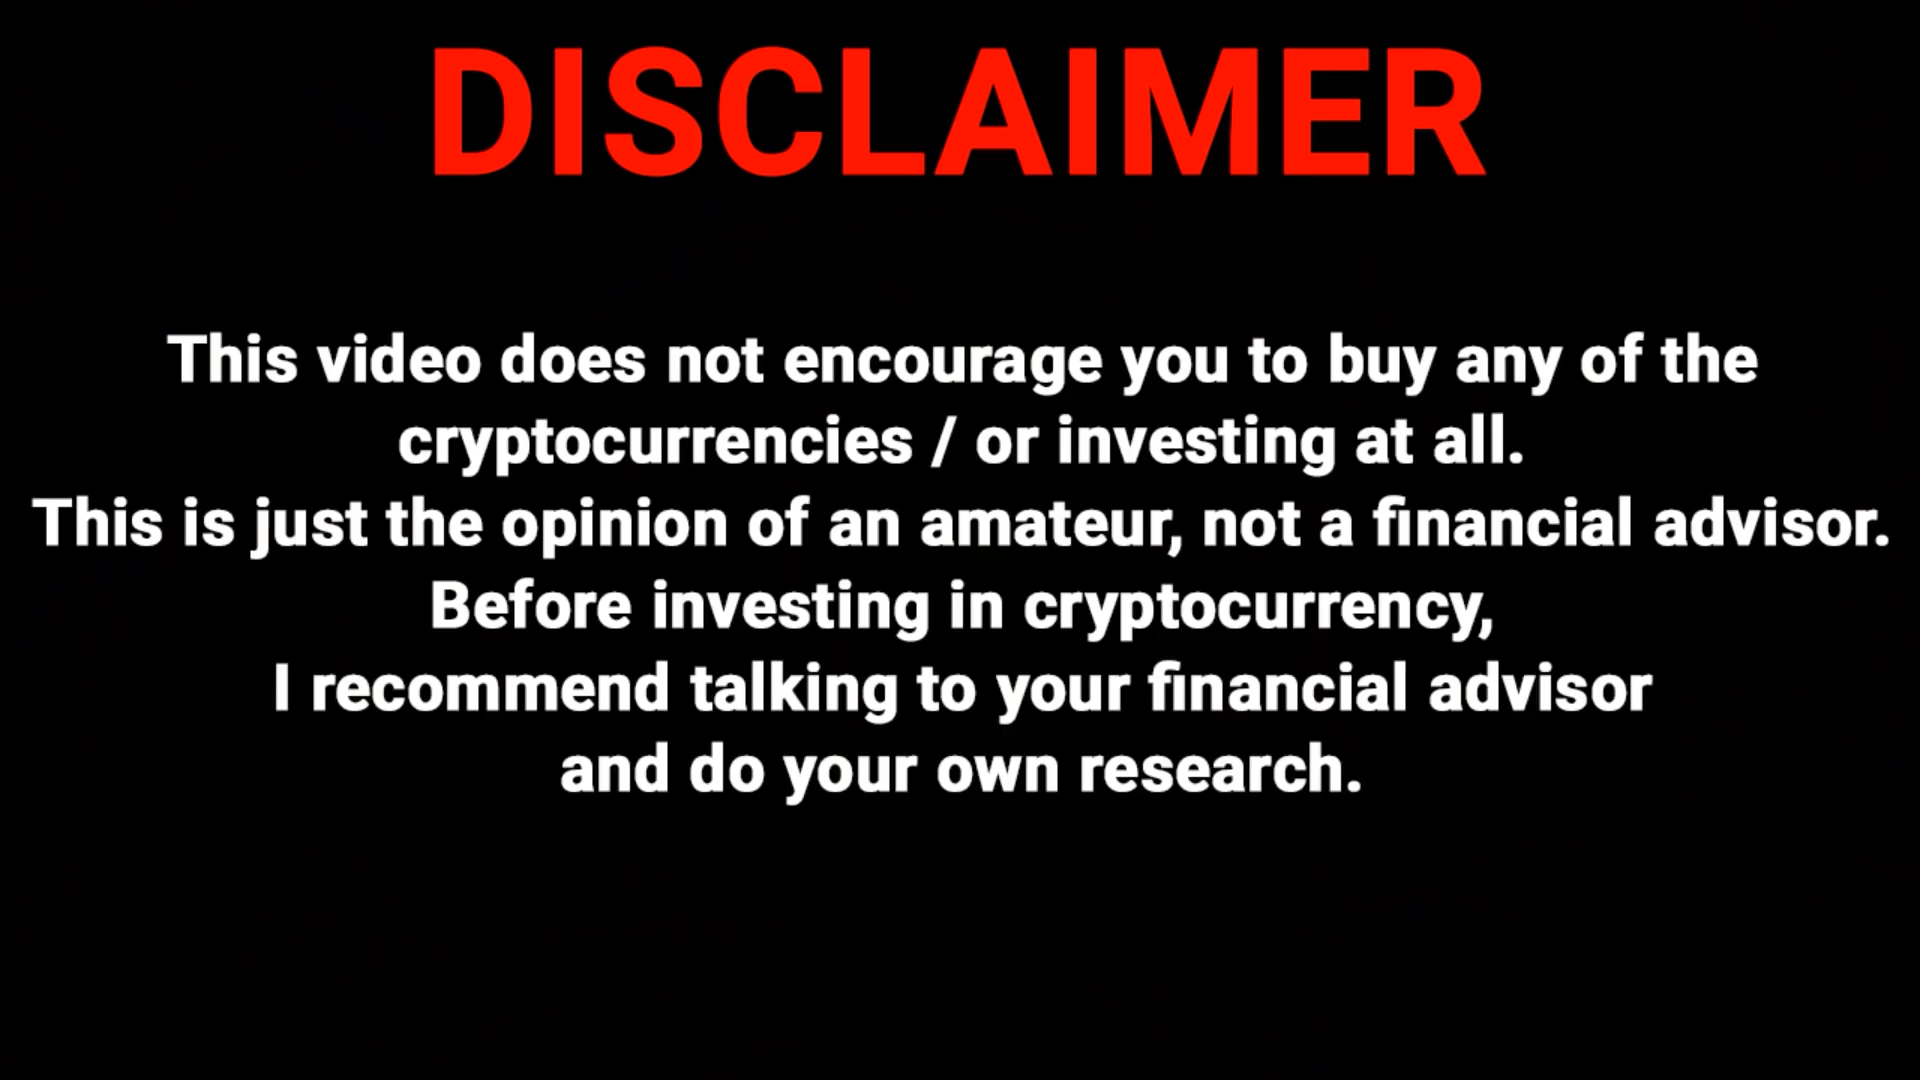 DISCLAIMER
This video does not encourage you to buy any of the
cryptocurrencies / or investing at all.
This is just the opinion of an amateur, not a financial advisor.
Before investing in cryptocurrency,
I recommend talking to your financial advisor
and do your own research.